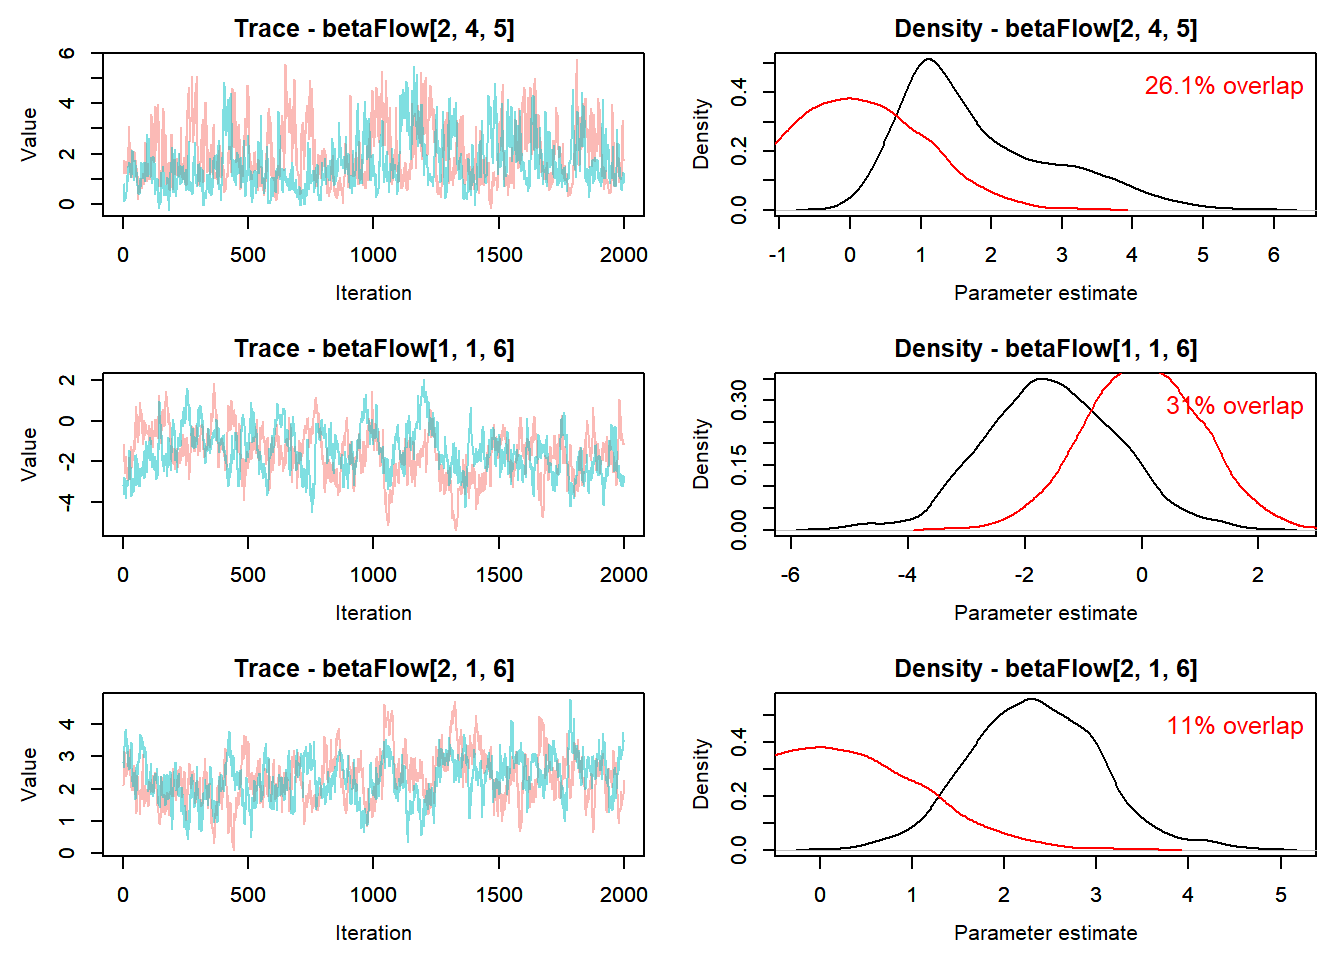 Trace - betaFlow[2, 4, 5]
Value
0 2 4 6
0 500 1000 1500 2000
Iteration
Density - betaFlow[2, 4, 5]
26.1% overlap
Density
0.0 0.2 0.4
-1 0 1 2 3 4 5 6
Parameter estimate
Trace - betaFlow[1, 1, 6]
Value
-4 -2 0 2
0 500 1000 1500 2000
Iteration
Density - betaFlow[1, 1, 6]
31% overlap
Density
0.00 0.15 0.30
-6 -4 -2 0 2
Parameter estimate
Trace - betaFlow[2, 1, 6]
Value
0 1 2 3 4
0 500 1000 1500 2000
Iteration
Density - betaFlow[2, 1, 6]
11% overlap
Density
0.0 0.2 0.4
0 1 2 3 4 5
Parameter estimate